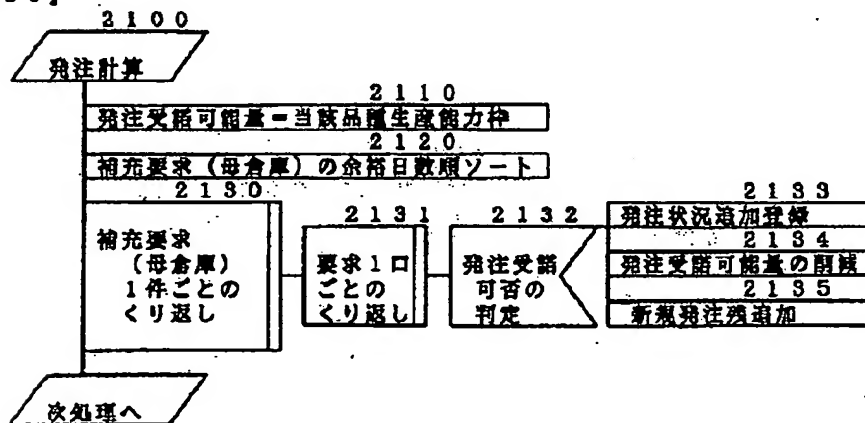 2100
発注計算
2110
発注受諾可能量=当該品種生産能力枠
2120
補充要求(母倉庫)の余裕日数順ソート
2130
補充要求
(母倉庫)
1件ごとの
くり返し
2131
要求1口
ごとの
くり返し
2132
発注受諾
可否の
判定
2133
発注状況追加登録
2134
発注受諾可能量の削減
2135
新規発注残追加
次処理へ